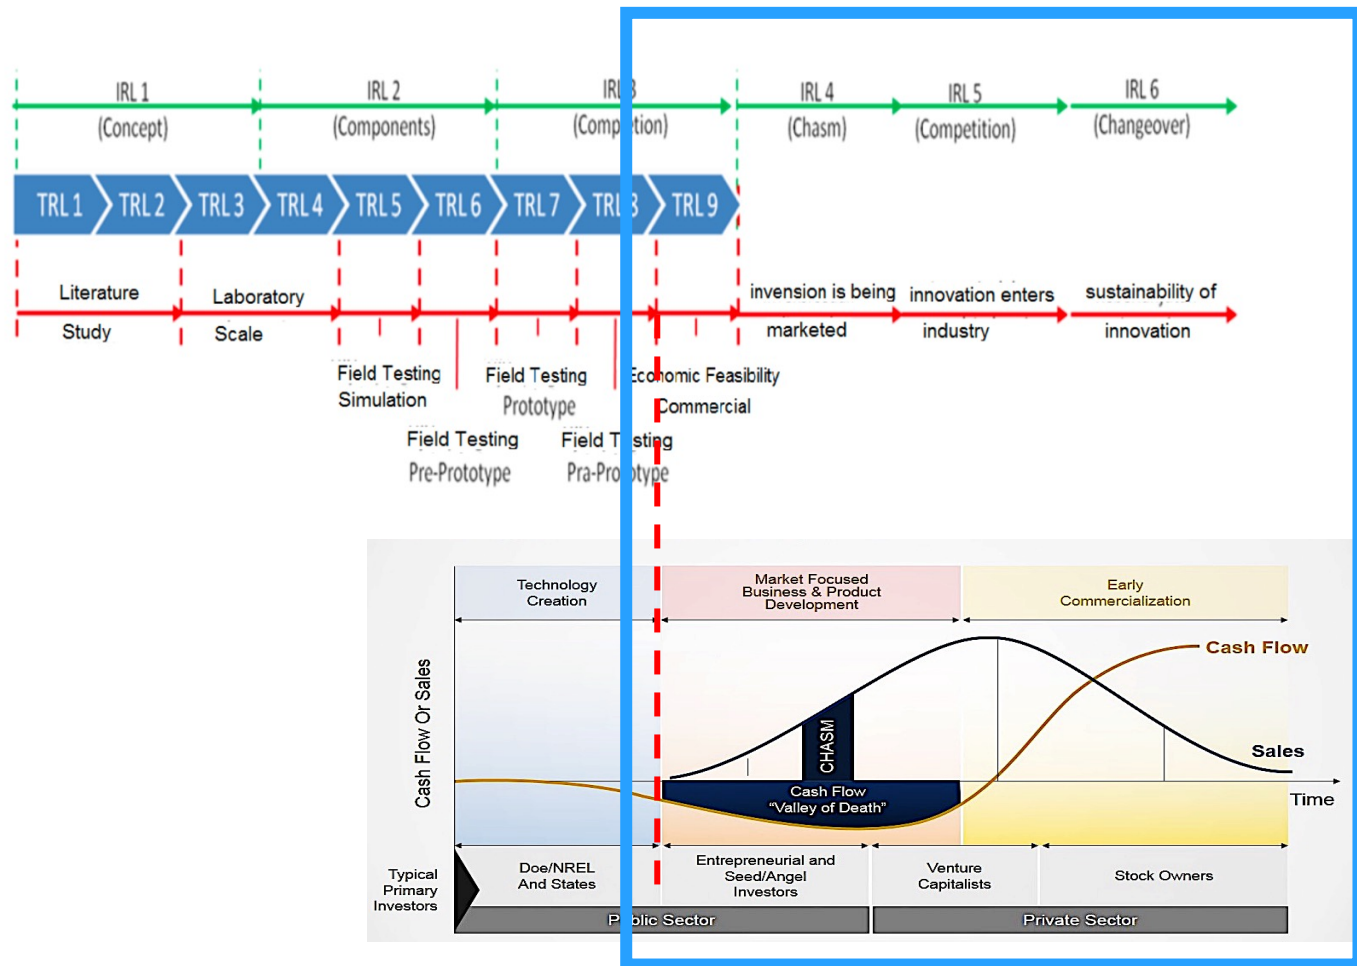 IRL 1
(Concept)
IRL 2
(Components)
IRL 3
(Completion)
IRL 4
(Chasm)
IRL 5
(Competition)
IRL 6
(Changeover)
TRL 1
TRL 2
TRL 3
TRL 4
TRL 5
TRL 6
TRL 7
TRL 8
TRL 9
Literature
Study
Laboratory
Scale
invension is being
marketed
innovation enters
industry
sustainability of
innovation
Field Testing
Simulation
Field Testing
Prototype
Economic Feasibility
Commercial
Field Testing
Pre-Prototype
Field Testing
Pra-Prototype
Technology
Creation
Market Focused
Business & Product
Development
Early
Commercialization
Cash Flow Or Sales
Cash Flow
CHASM
Sales
Cash Flow
"Valley of Death"
Time
Typical
Primary
Investors
Doe/NREL
And States
Entrepreneurial and
Seed/Angel
Investors
Venture
Capitalists
Stock Owners
Public Sector
Private Sector